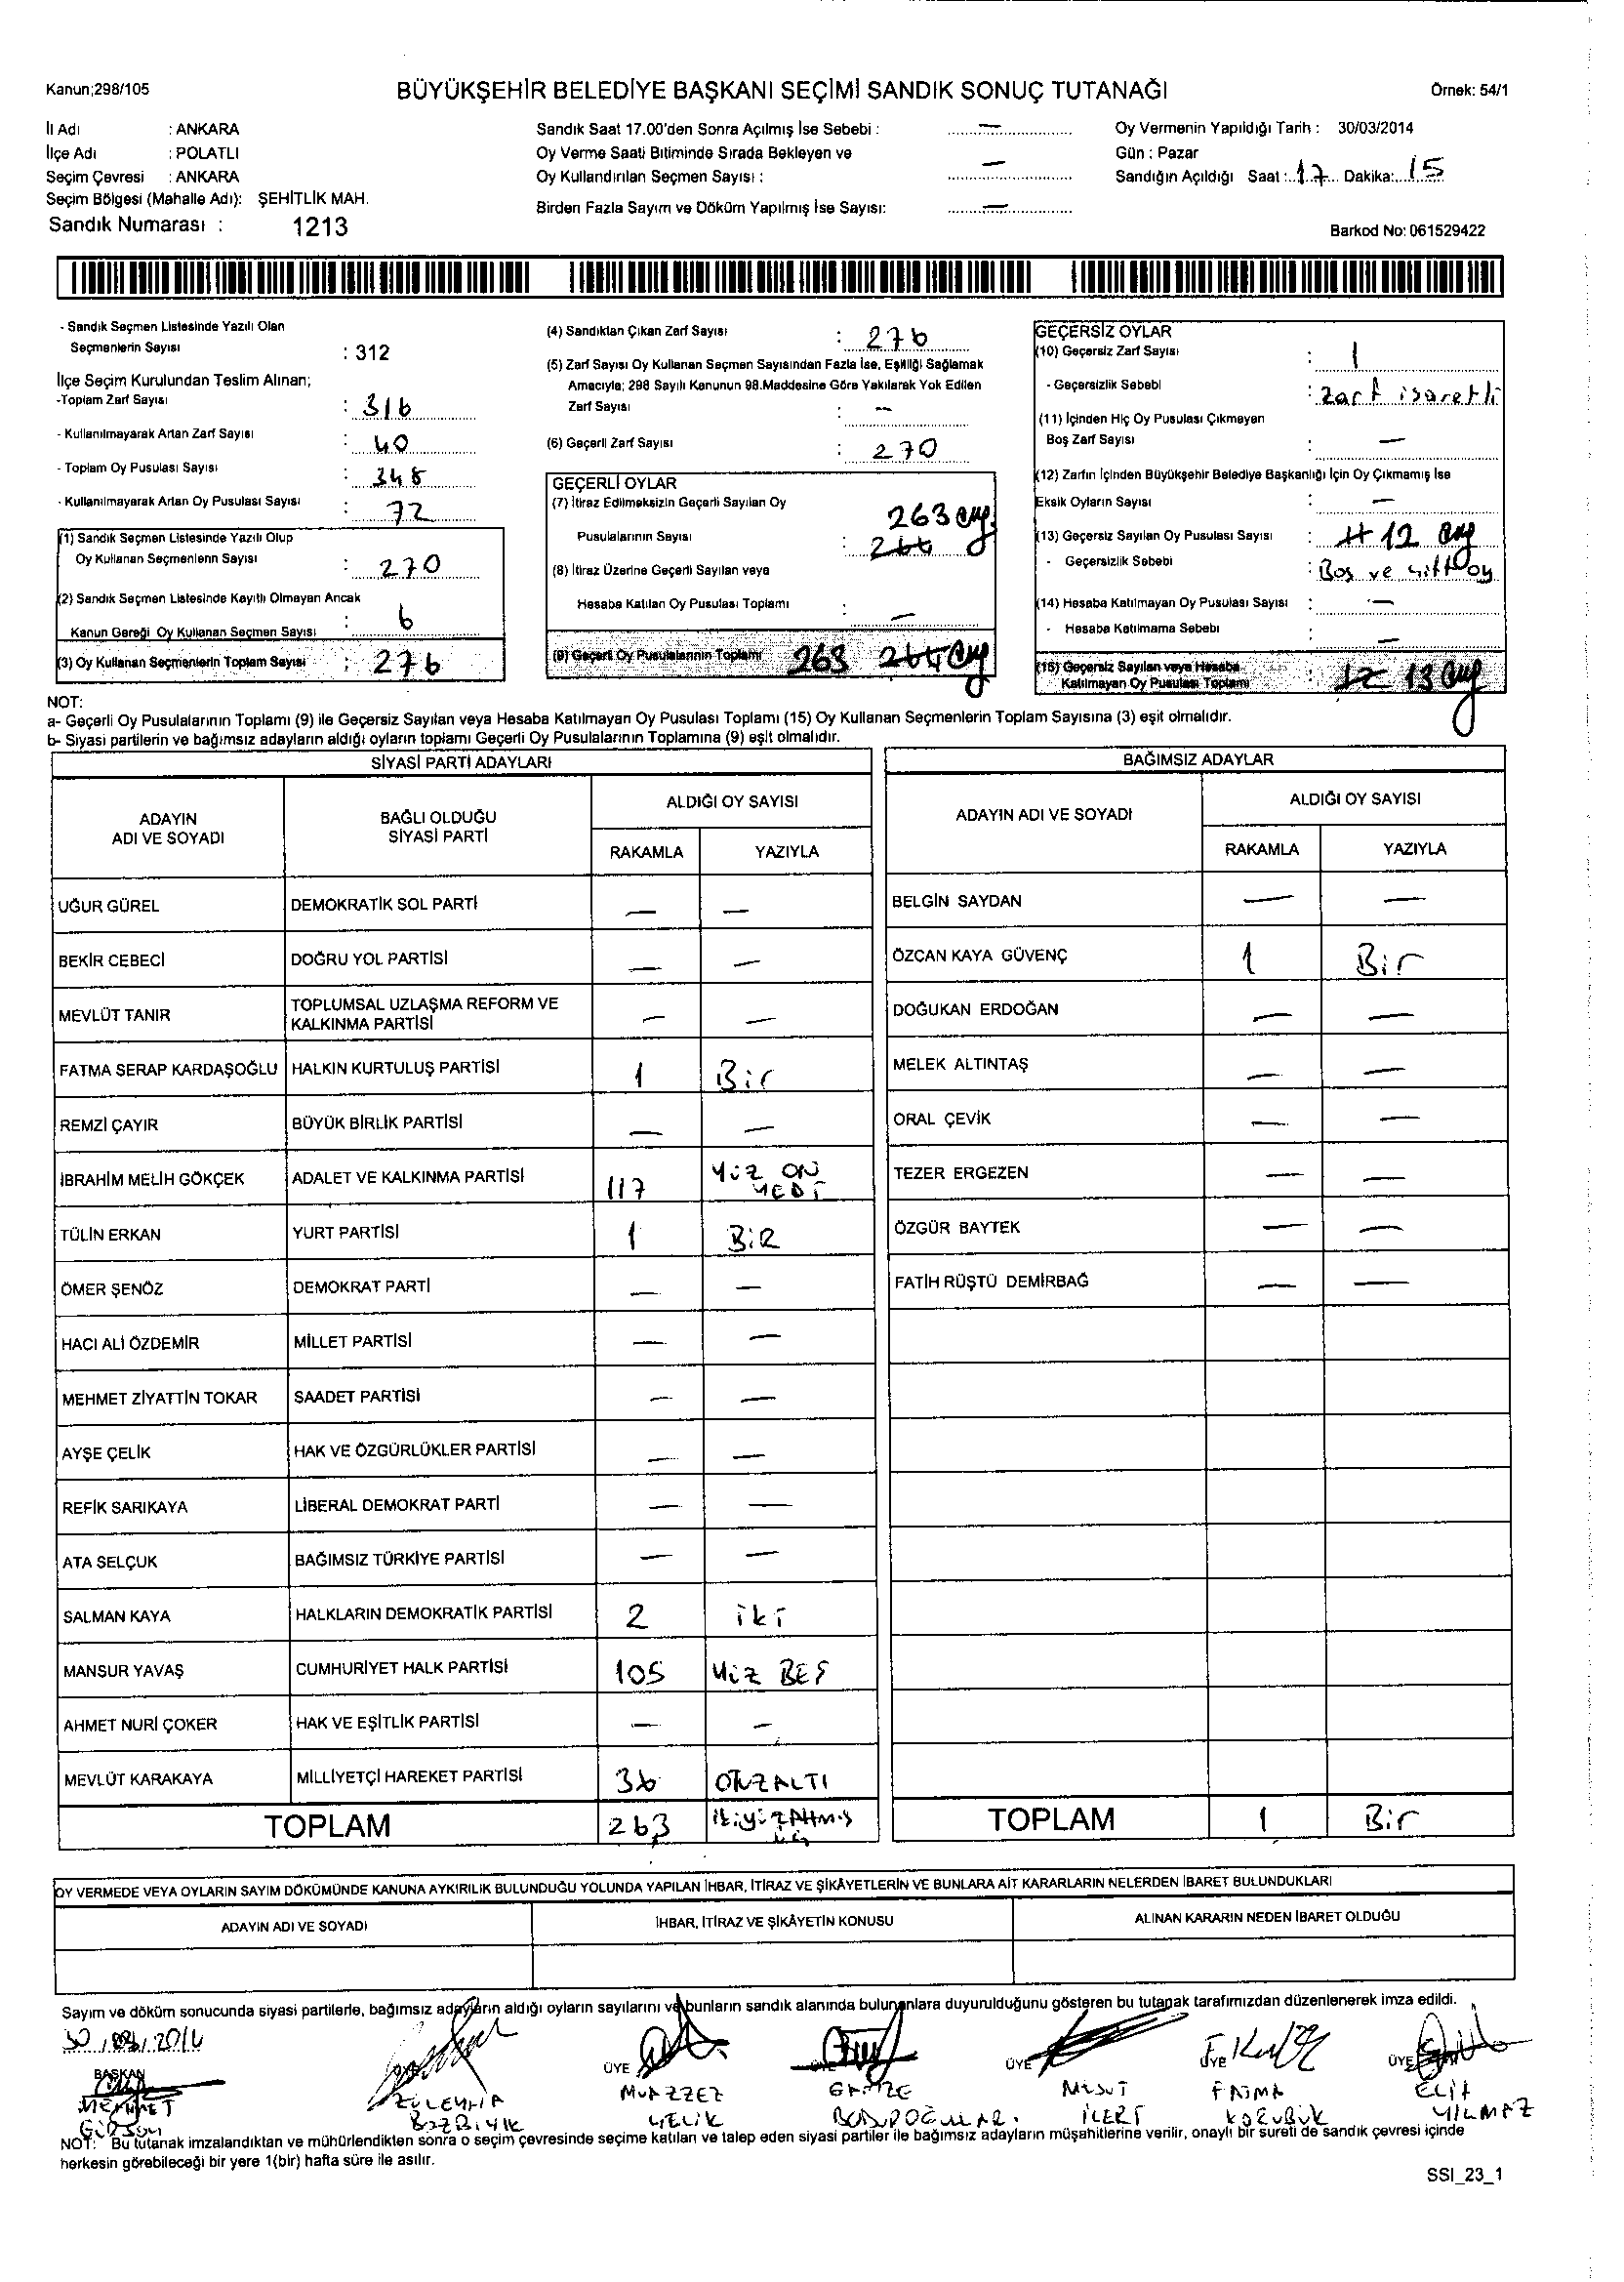 Kanun;298/105
BÜYÜKŞEHİR BELEDİYE BAŞKANI SEÇİMİ SANDIK SONUÇ TUTANAĞI
Örnek: 54/1
İl Adı : ANKARA
İlçe Adı : POLATLI
Seçim Çevresi : ANKARA
Seçim Bölgesi (Mahalle Adı): ŞEHİTLİK MAH.
Sandık Numarası : 1213
Sandık Saat 17.00'den Sonra Açılmış İse Sebebi : —
Oy Verme Saati Bitiminde Sırada Bekleyen ve
Oy Kullandırılan Seçmen Sayısı : —
Birden Fazla Sayım ve Döküm Yapılmış İse Sayısı: —
Oy Vermenin Yapıldığı Tarih : 30/03/2014
Gün : Pazar
Sandığın Açıldığı Saat : 17 Dakika: 15
Barkod No: 061529422
- Sandık Seçmen Listesinde Yazılı Olan
Seçmenlerin Sayısı : 312
İlçe Seçim Kurulundan Teslim Alınan;
-Toplam Zarf Sayısı : 316
- Kullanılmayarak Artan Zarf Sayısı : 40
- Toplam Oy Pusulası Sayısı : 348
- Kullanılmayarak Artan Oy Pusulası Sayısı : 72
(1) Sandık Seçmen Listesinde Yazılı Olup
Oy Kullanan Seçmenlerin Sayısı : 270
(2) Sandık Seçmen Listesinde Kayıtlı Olmayan Ancak
Kanun Gereği Oy Kullanan Seçmen Sayısı : 6
(3) Oy Kullanan Seçmenlerin Toplam Sayısı : 276
(4) Sandıktan Çıkan Zarf Sayısı : 276
(5) Zarf Sayısı Oy Kullanan Seçmen Sayısından Fazla İse, Eşitliği Sağlamak
Amacıyla; 298 Sayılı Kanunun 98.Maddesine Göre Yakılarak Yok Edilen
Zarf Sayısı : —
(6) Geçerli Zarf Sayısı : 270
GEÇERLİ OYLAR
(7) İtiraz Edilmeksizin Geçerli Sayılan Oy
Pusulalarının Sayısı : 263 264
(8) İtiraz Üzerine Geçerli Sayılan veya
Hesaba Katılan Oy Pusulası Toplamı : —
(9) Geçerli Oy Pusulalarının Toplamı 263 264
GEÇERSİZ OYLAR
(10) Geçersiz Zarf Sayısı : 1
- Geçersizlik Sebebi : Zarf işaretli
(11) İçinden Hiç Oy Pusulası Çıkmayan
Boş Zarf Sayısı : —
(12) Zarfın İçinden Büyükşehir Belediye Başkanlığı İçin Oy Çıkmamış İse
Eksik Oyların Sayısı : —
(13) Geçersiz Sayılan Oy Pusulası Sayısı : 11 12
- Geçersizlik Sebebi : Boş ve çift oy
(14) Hesaba Katılmayan Oy Pusulası Sayısı : —
- Hesaba Katılmama Sebebi : —
(15) Geçersiz Sayılan veya Hesaba
Katılmayan Oy Pusulası Toplamı : 12 13
NOT:
a- Geçerli Oy Pusulalarının Toplamı (9) ile Geçersiz Sayılan veya Hesaba Katılmayan Oy Pusulası Toplamı (15) Oy Kullanan Seçmenlerin Toplam Sayısına (3) eşit olmalıdır.
b- Siyasi partilerin ve bağımsız adayların aldığı oyların toplamı Geçerli Oy Pusulalarının Toplamına (9) eşit olmalıdır.
SİYASİ PARTİ ADAYLARI
ADAYIN ADI VE SOYADI | BAĞLI OLDUĞU SİYASİ PARTİ | ALDIĞI OY SAYISI
RAKAMLA | YAZIYLA
UĞUR GÜREL | DEMOKRATİK SOL PARTİ | — | —
BEKİR CEBECİ | DOĞRU YOL PARTİSİ | — | —
MEVLÜT TANIR | TOPLUMSAL UZLAŞMA REFORM VE KALKINMA PARTİSİ | — | —
FATMA SERAP KARDAŞOĞLU | HALKIN KURTULUŞ PARTİSİ | 1 | Bir
REMZİ ÇAYIR | BÜYÜK BİRLİK PARTİSİ | — | —
İBRAHİM MELİH GÖKÇEK | ADALET VE KALKINMA PARTİSİ | 117 | YÜZ ON YEDİ
TÜLİN ERKAN | YURT PARTİSİ | 1 | BİR
ÖMER ŞENÖZ | DEMOKRAT PARTİ | — | —
HACI ALİ ÖZDEMİR | MİLLET PARTİSİ | — | —
MEHMET ZİYATTİN TOKAR | SAADET PARTİSİ | — | —
AYŞE ÇELİK | HAK VE ÖZGÜRLÜKLER PARTİSİ | — | —
REFİK SARIKAYA | LİBERAL DEMOKRAT PARTİ | — | —
ATA SELÇUK | BAĞIMSIZ TÜRKİYE PARTİSİ | — | —
SALMAN KAYA | HALKLARIN DEMOKRATİK PARTİSİ | 2 | iki
MANSUR YAVAŞ | CUMHURİYET HALK PARTİSİ | 105 | YÜZ BEŞ
AHMET NURİ ÇOKER | HAK VE EŞİTLİK PARTİSİ | — | —
MEVLÜT KARAKAYA | MİLLİYETÇİ HAREKET PARTİSİ | 36 | OTUZALTI
TOPLAM | 263 | ikiyüzAltmış üç
BAĞIMSIZ ADAYLAR
ADAYIN ADI VE SOYADI | ALDIĞI OY SAYISI
RAKAMLA | YAZIYLA
BELGİN SAYDAN | — | —
ÖZCAN KAYA GÜVENÇ | 1 | Bir
DOĞUKAN ERDOĞAN | — | —
MELEK ALTINTAŞ | — | —
ORAL ÇEVİK | — | —
TEZER ERGEZEN | — | —
ÖZGÜR BAYTEK | — | —
FATİH RÜŞTÜ DEMİRBAĞ | — | —
TOPLAM | 1 | Bir
OY VERMEDE VEYA OYLARIN SAYIM DÖKÜMÜNDE KANUNA AYKIRILIK BULUNDUĞU YOLUNDA YAPILAN İHBAR, İTİRAZ VE ŞİKÂYETLERİN VE BUNLARA AİT KARARLARIN NELERDEN İBARET BULUNDUKLARI
ADAYIN ADI VE SOYADI | İHBAR, İTİRAZ VE ŞİKÂYETİN KONUSU | ALINAN KARARIN NEDEN İBARET OLDUĞU
Sayım ve döküm sonucunda siyasi partilerle, bağımsız adayların aldığı oyların sayılarını ve bunların sandık alanında bulunanlara duyurulduğunu gösteren bu tutanak tarafımızdan düzenlenerek imza edildi.
30/03/2014
BAŞKAN ÜYE ÜYE ÜYE ÜYE ÜYE
MEHMET ZÜLEYHA MUAZZEZ GAMZE MESUT FATMA ELİF
BOZBIYIK ÇELİK İLERİ YILMAZ
NOT: Bu tutanak imzalandıktan ve mühürlendikten sonra o seçim çevresinde seçime katılan ve talep eden siyasi partiler ile bağımsız adayların müşahitlerine verilir, onaylı bir sureti de sandık çevresi içinde
herkesin görebileceği bir yere 1(bir) hafta süre ile asılır.
SSI_23_1